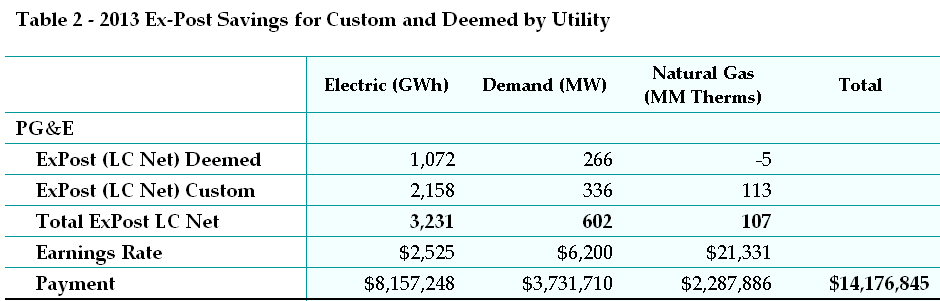 Table 2 - 2013 Ex-Post Savings for Custom and Deemed by Utility
Electric (GWh) Demand (MW) Natural Gas (MM Therms) Total
PG&E
ExPost (LC Net) Deemed 1,072 266 -5
ExPost (LC Net) Custom 2,158 336 113
Total ExPost LC Net 3,231 602 107
Earnings Rate $2,525 $6,200 $21,331
Payment $8,157,248 $3,731,710 $2,287,886 $14,176,845